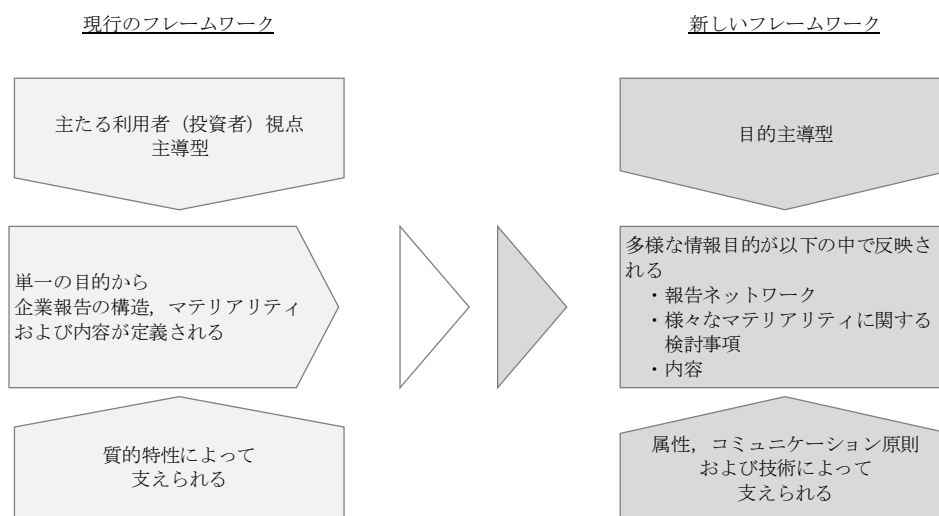 現行のフレームワーク
主たる利用者（投資者）視点
主導型
単一の目的から
企業報告の構造，マテリアリティ
および内容が定義される
質的特性によって
支えられる
新しいフレームワーク
目的主導型
多様な情報目的が以下の中で反映さ
れる
・報告ネットワーク
・様々なマテリアリティに関する
検討事項
・内容
属性，コミュニケーション原則
および技術によって
支えられる